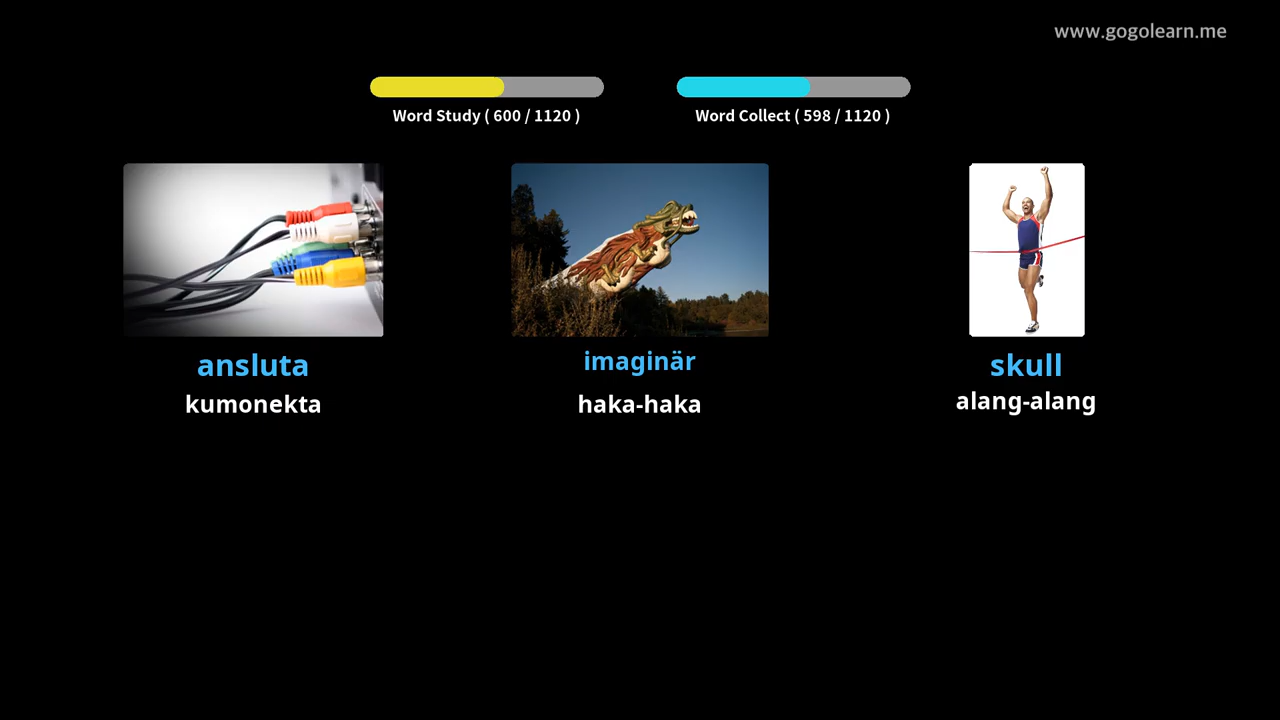 www.gogolearn.me
Word Study ( 600 / 1120 )
Word Collect ( 598 / 1120 )
ansluta
kumonekta
imaginär
haka-haka
skull
alang-alang